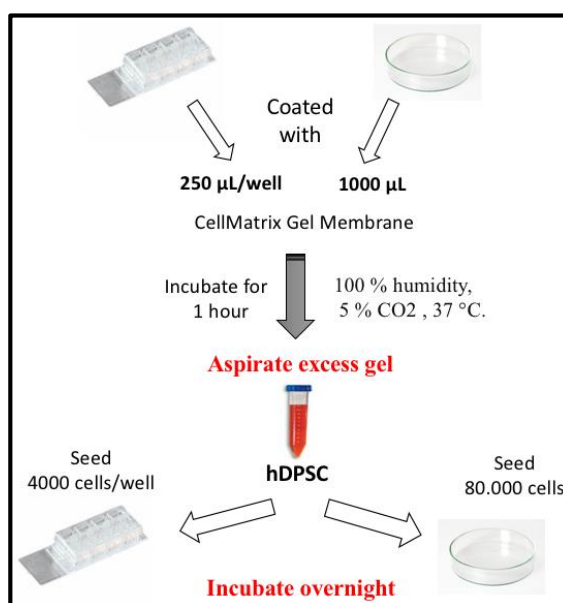 Coated
with
250 µL/well
1000 µL
CellMatrix Gel Membrane
Incubate for
1 hour
100 % humidity,
5 % CO2 , 37 °C.
Aspirate excess gel
hDPSC
Seed
4000 cells/well
Seed
80.000 cells
Incubate overnight